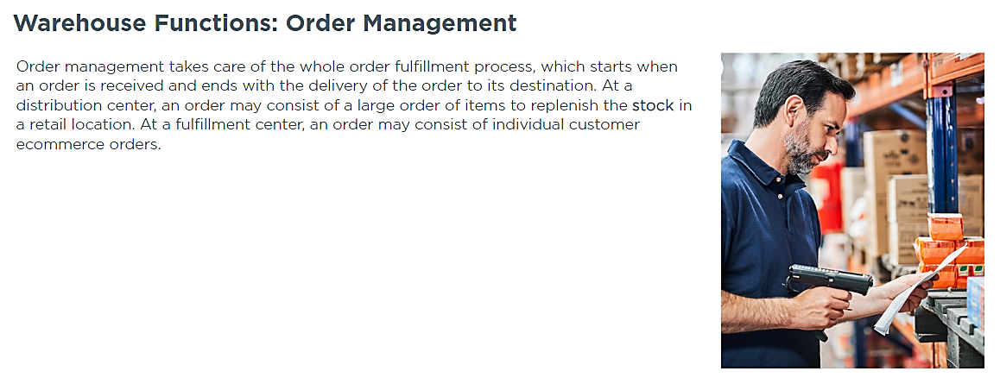 Warehouse Functions: Order Management
Order management takes care of the whole order fulfillment process, which starts when
an order is received and ends with the delivery of the order to its destination. At a
distribution center, an order may consist of a large order of items to replenish the stock in
a retail location. At a fulfillment center, an order may consist of individual customer
ecommerce orders.